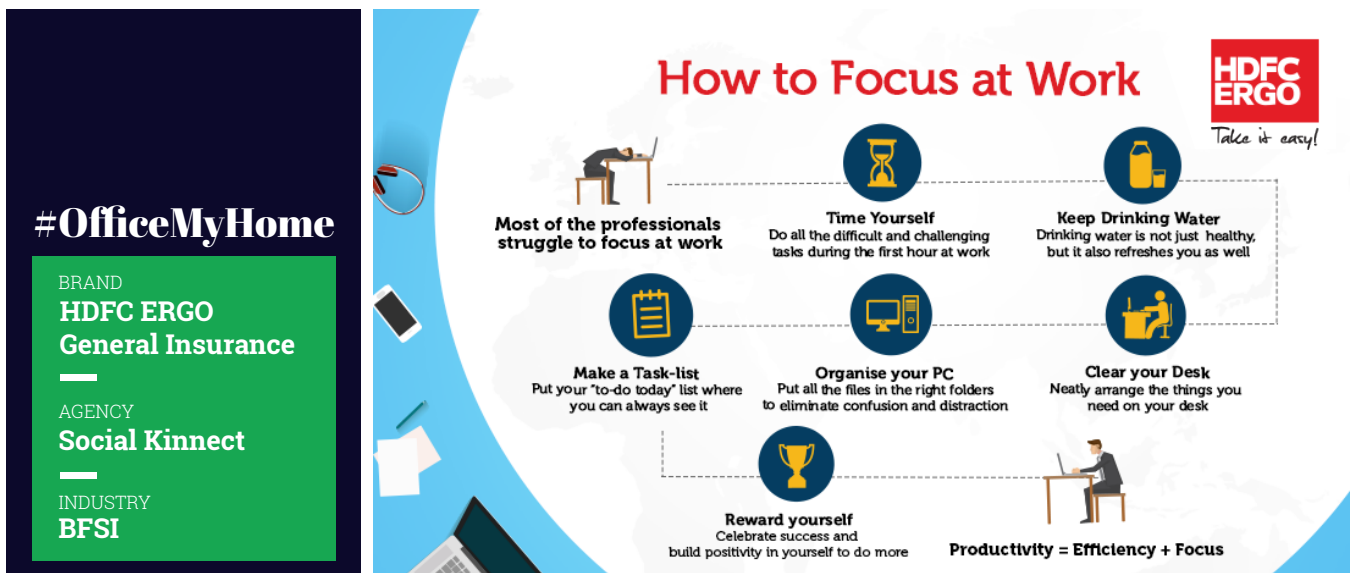 #OfficeMyHome
BRAND
HDFC ERGO
General Insurance
AGENCY
Social Kinnect
INDUSTRY
BFSI
How to Focus at Work
HDFC
ERGO
Take it easy!
Most of the professionals
struggle to focus at work
Time Yourself
Do all the difficult and challenging
tasks during the first hour at work
Keep Drinking Water
Drinking water is not just healthy,
but it also refreshes you as well
Make a Task-list
Put your "to-do today" list where
you can always see it
Organise your PC
Put all the files in the right folders
to eliminate confusion and distraction
Clear your Desk
Neatly arrange the things you
need on your desk
Reward yourself
Celebrate success and
build positivity in yourself to do more
Productivity = Efficiency + Focus